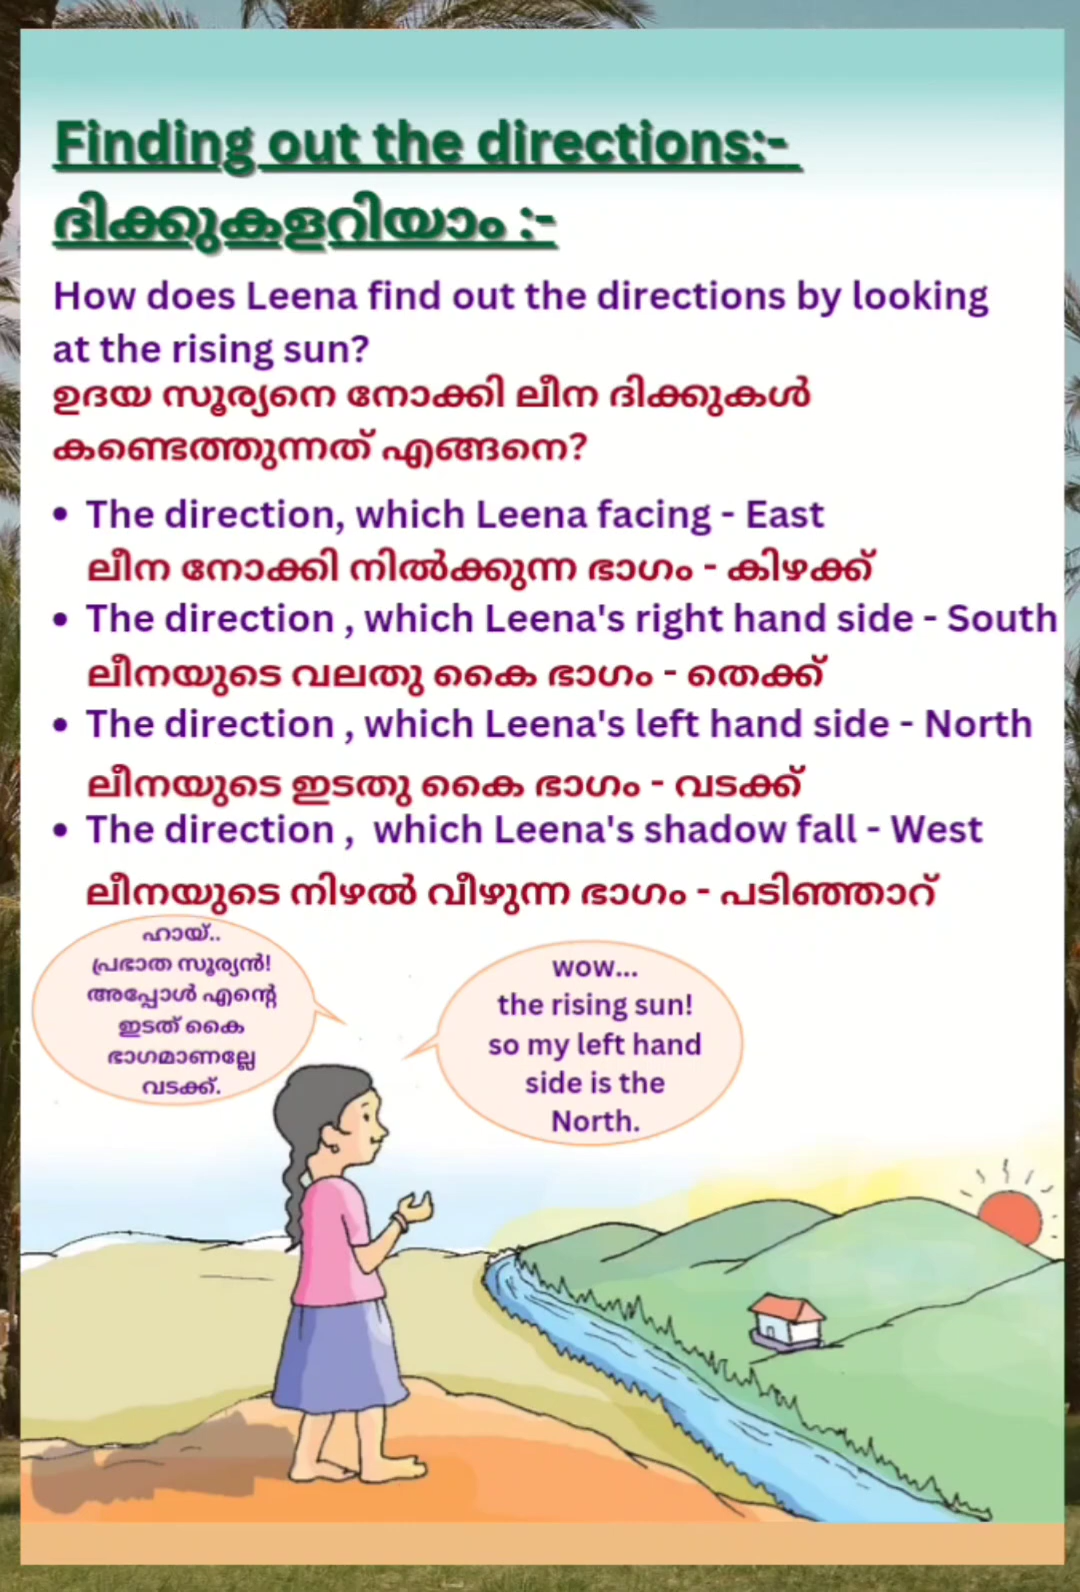 Finding out the directions:-
ദിക്കുകളറിയാം :-
How does Leena find out the directions by looking
at the rising sun?
ഉദയ സൂര്യനെ നോക്കി ലീന ദിക്കുകൾ
കണ്ടെത്തുന്നത് എങ്ങനെ?
• The direction, which Leena facing - East
ലീന നോക്കി നിൽക്കുന്ന ഭാഗം - കിഴക്ക്
• The direction , which Leena's right hand side - South
ലീനയുടെ വലതു കൈ ഭാഗം - തെക്ക്
• The direction , which Leena's left hand side - North
ലീനയുടെ ഇടതു കൈ ഭാഗം - വടക്ക്
• The direction , which Leena's shadow fall - West
ലീനയുടെ നിഴൽ വീഴുന്ന ഭാഗം - പടിഞ്ഞാറ്
ഹായ്..
പ്രഭാത സൂര്യൻ!
അപ്പോൾ എന്റെ
ഇടത് കൈ
ഭാഗമാണല്ലേ
വടക്ക്.
wow...
the rising sun!
so my left hand
side is the
North.